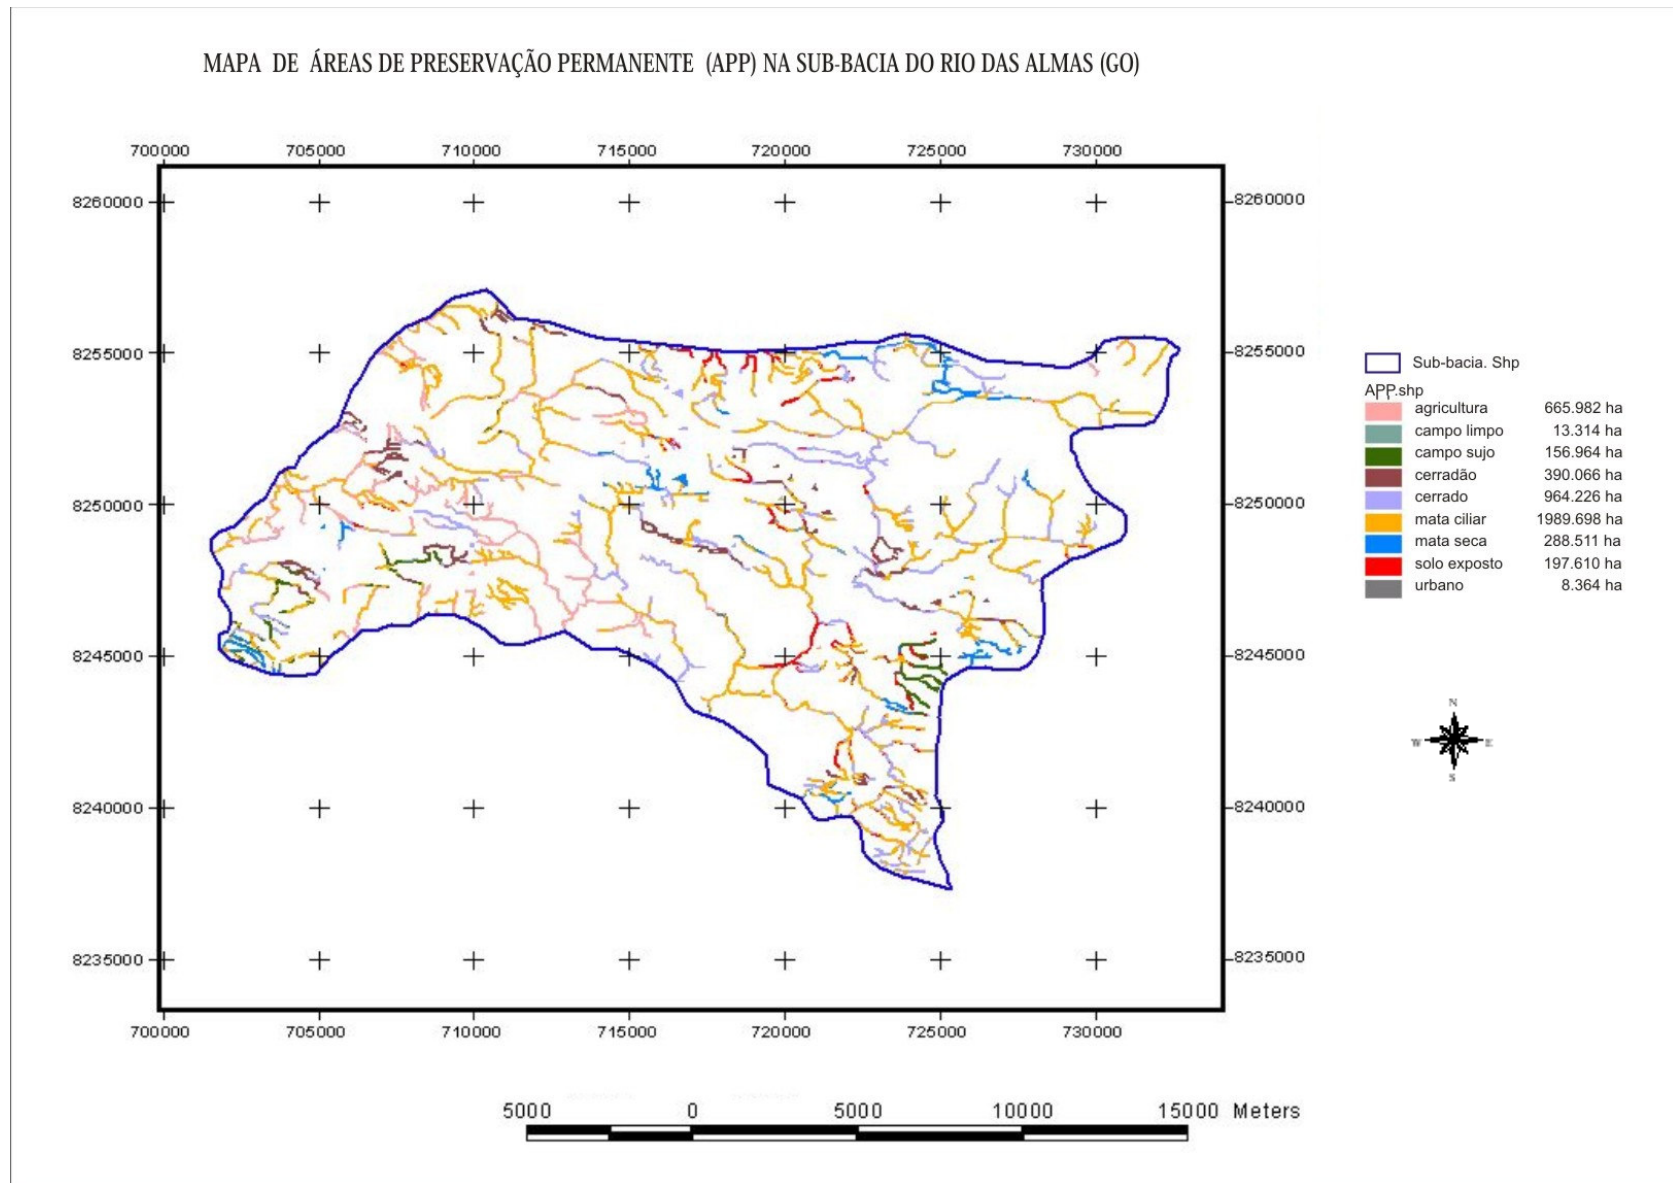 MAPA DE ÁREAS DE PRESERVAÇÃO PERMANENTE (APP) NA SUB-BACIA DO RIO DAS ALMAS (GO)
700000 705000 710000 715000 720000 725000 730000
8260000 8260000
8255000 8255000
8250000 8250000
8245000 8245000
8240000 8240000
8235000 8235000
700000 705000 710000 715000 720000 725000 730000
Sub-bacia. Shp
APP.shp
agricultura 665.982 ha
campo limpo 13.314 ha
campo sujo 156.964 ha
cerradão 390.066 ha
cerrado 964.226 ha
mata ciliar 1989.698 ha
mata seca 288.511 ha
solo exposto 197.610 ha
urbano 8.364 ha
N
W E
S
5000 0 5000 10000 15000 Meters